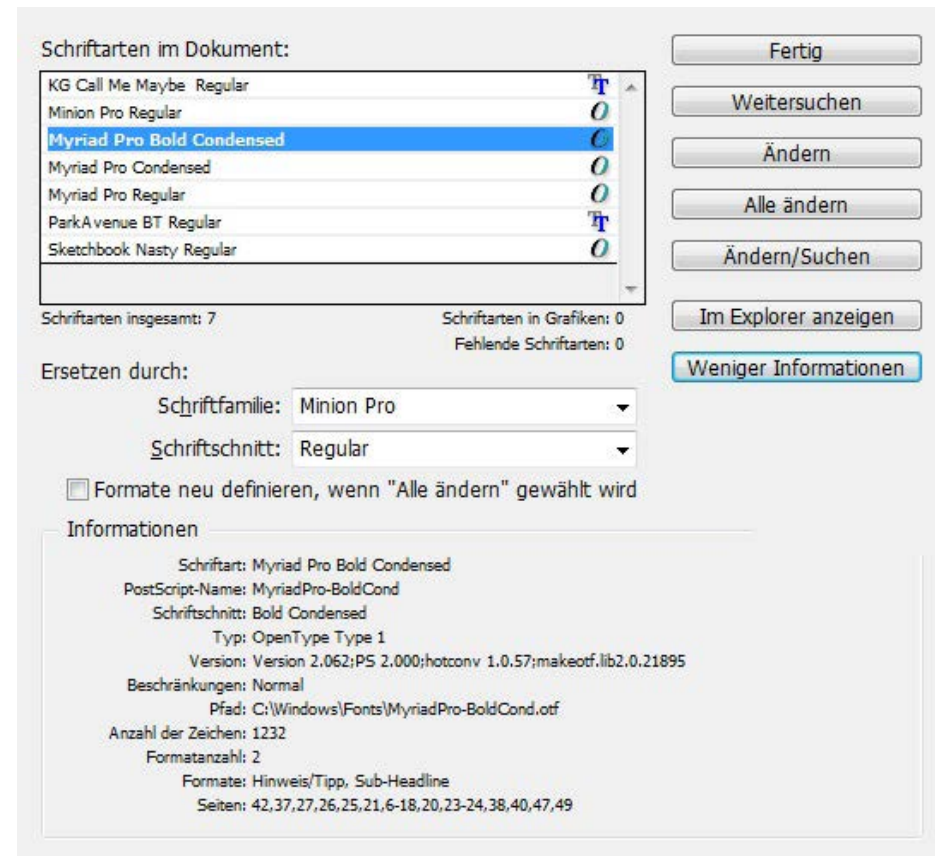 Schriftarten im Dokument:
KG Call Me Maybe  Regular
Minion Pro Regular
Myriad Pro Bold Condensed
Myriad Pro Condensed
Myriad Pro Regular
ParkAvenue BT Regular
Sketchbook Nasty Regular
Schriftarten insgesamt: 7
Schriftarten in Grafiken: 0
Fehlende Schriftarten: 0
Ersetzen durch:
Schriftfamilie: Minion Pro
Schriftschnitt: Regular
Formate neu definieren, wenn "Alle ändern" gewählt wird
Fertig
Weitersuchen
Ändern
Alle ändern
Ändern/Suchen
Im Explorer anzeigen
Weniger Informationen
Informationen
Schriftart: Myriad Pro Bold Condensed
PostScript-Name: MyriadPro-BoldCond
Schriftschnitt: Bold Condensed
Typ: OpenType Type 1
Version: Version 2.062;PS 2.000;hotconv 1.0.57;makeotf.lib2.0.21895
Beschränkungen: Normal
Pfad: C:\Windows\Fonts\MyriadPro-BoldCond.otf
Anzahl der Zeichen: 1232
Formatanzahl: 2
Formate: Hinweis/Tipp, Sub-Headline
Seiten: 42,37,27,26,25,21,6-18,20,23-24,38,40,47,49